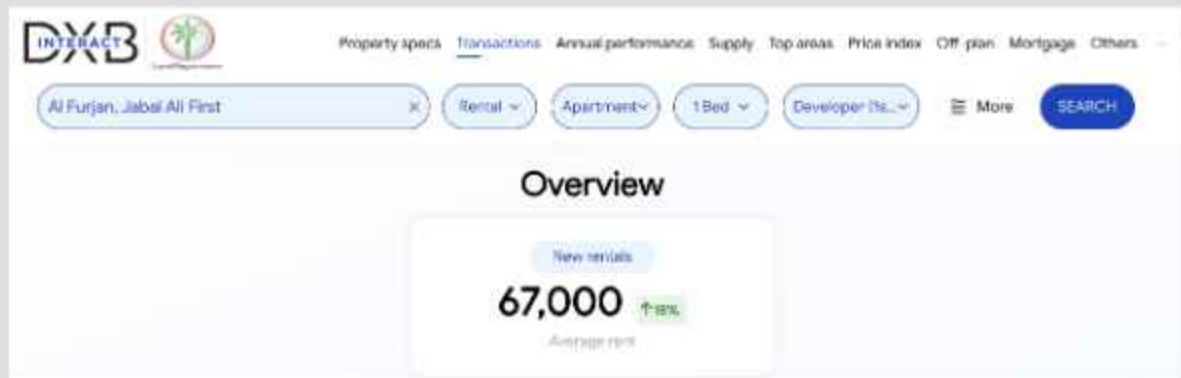 DXB
INTERACT
Property specs Transactions Annual performance Supply Top areas Price index Off-plan Mortgage Others
Al Furjan, Jabal Ali First × Rental Apartment 1 Bed Developer More SEARCH
Overview
New rentals
67,000
Average rent